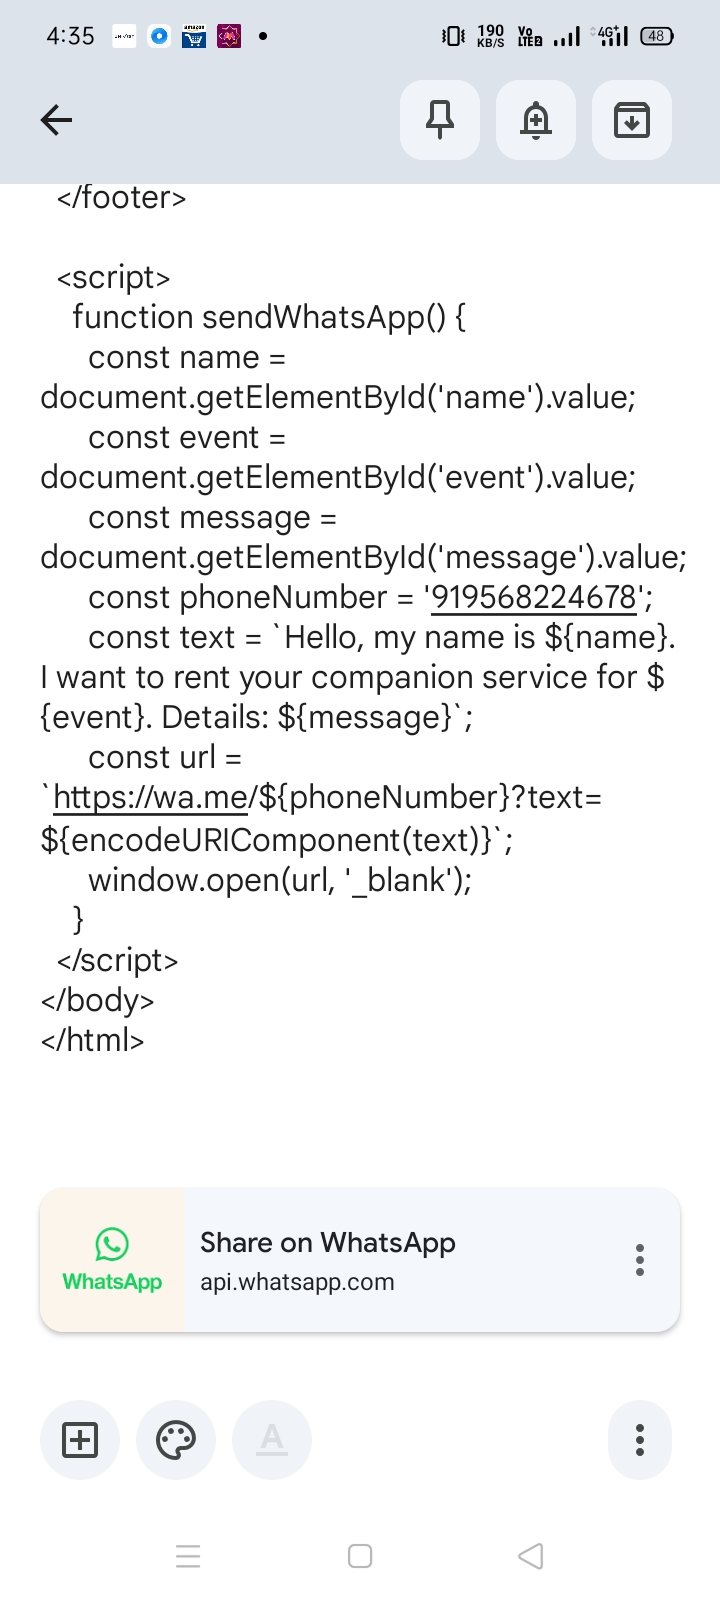 4:35
amazon
190 KB/S
Vo LTE2
4G+
48
</footer>
<script>
function sendWhatsApp() {
const name =
document.getElementById('name').value;
const event =
document.getElementById('event').value;
const message =
document.getElementById('message').value;
const phoneNumber = '919568224678';
const text = `Hello, my name is ${name}.
I want to rent your companion service for $
{event}. Details: ${message}`;
const url =
`https://wa.me/${phoneNumber}?text=
${encodeURIComponent(text)}`;
window.open(url, '_blank');
}
</script>
</body>
</html>
WhatsApp
Share on WhatsApp
api.whatsapp.com
A